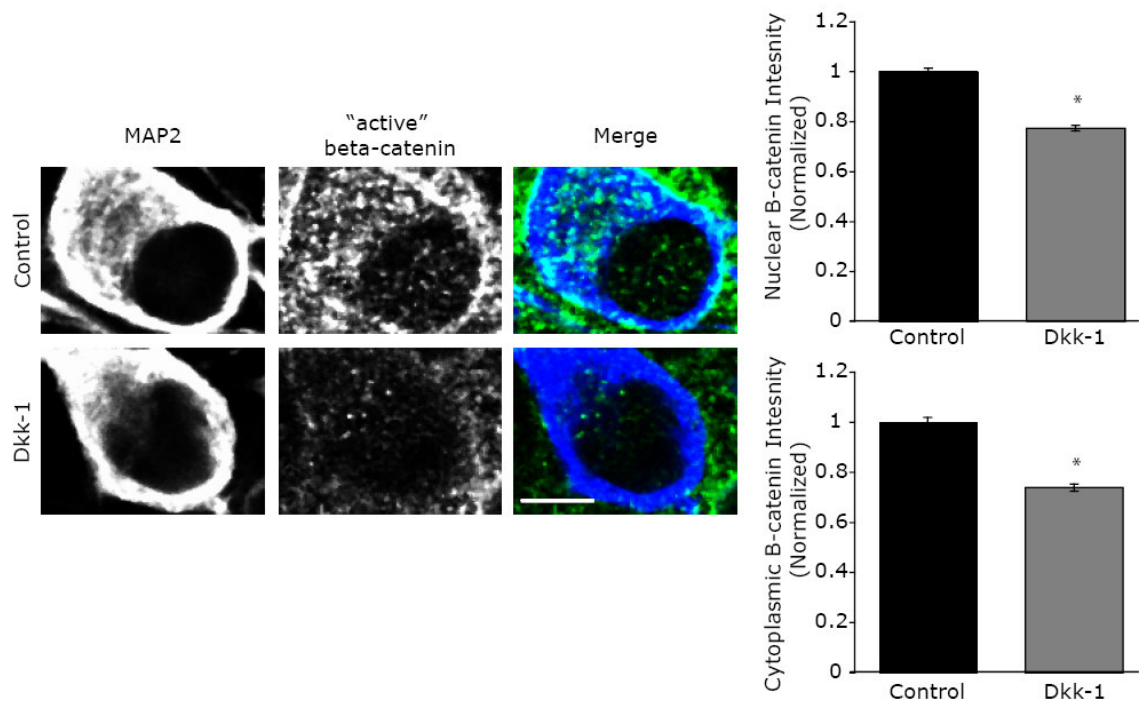 MAP2
“active”
beta-catenin
Merge
Control
Dkk-1
Nuclear B-catenin Intesnity
(Normalized)
1.2
1
0.8
0.6
0.4
0.2
0
*
Control
Dkk-1
Cytoplasmic B-catenin Intesnity
(Normalized)
1.2
1
0.8
0.6
0.4
0.2
0
*
Control
Dkk-1